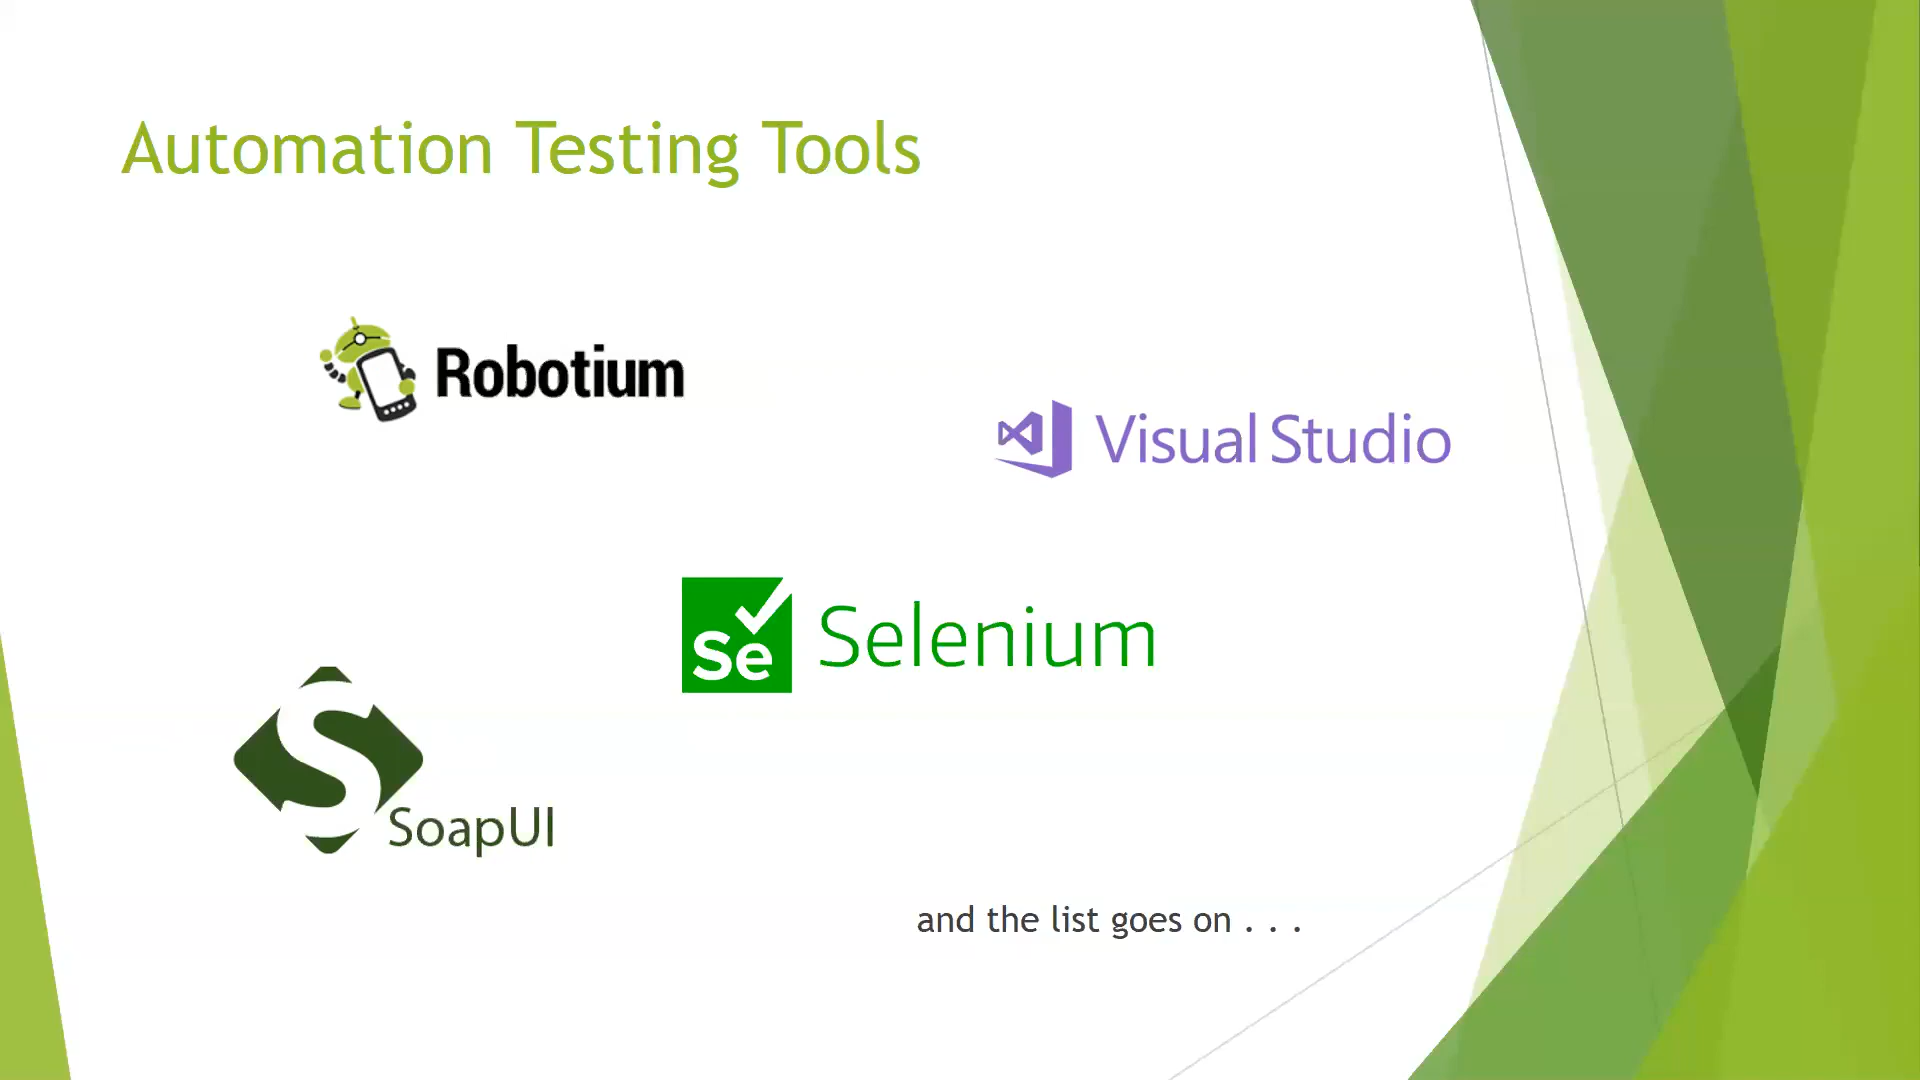 Automation Testing Tools
Robotium
Visual Studio
Se Selenium
S
SoapUI
and the list goes on . . .